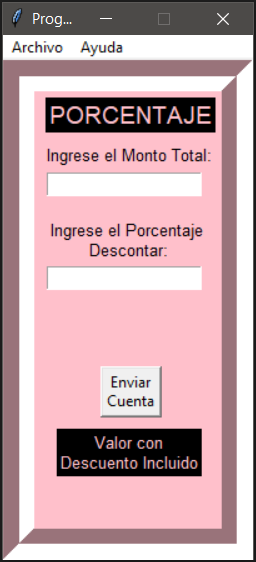 Prog...
Archivo Ayuda
PORCENTAJE
Ingrese el Monto Total:
Ingrese el Porcentaje
Descontar:
Enviar
Cuenta
Valor con
Descuento Incluido